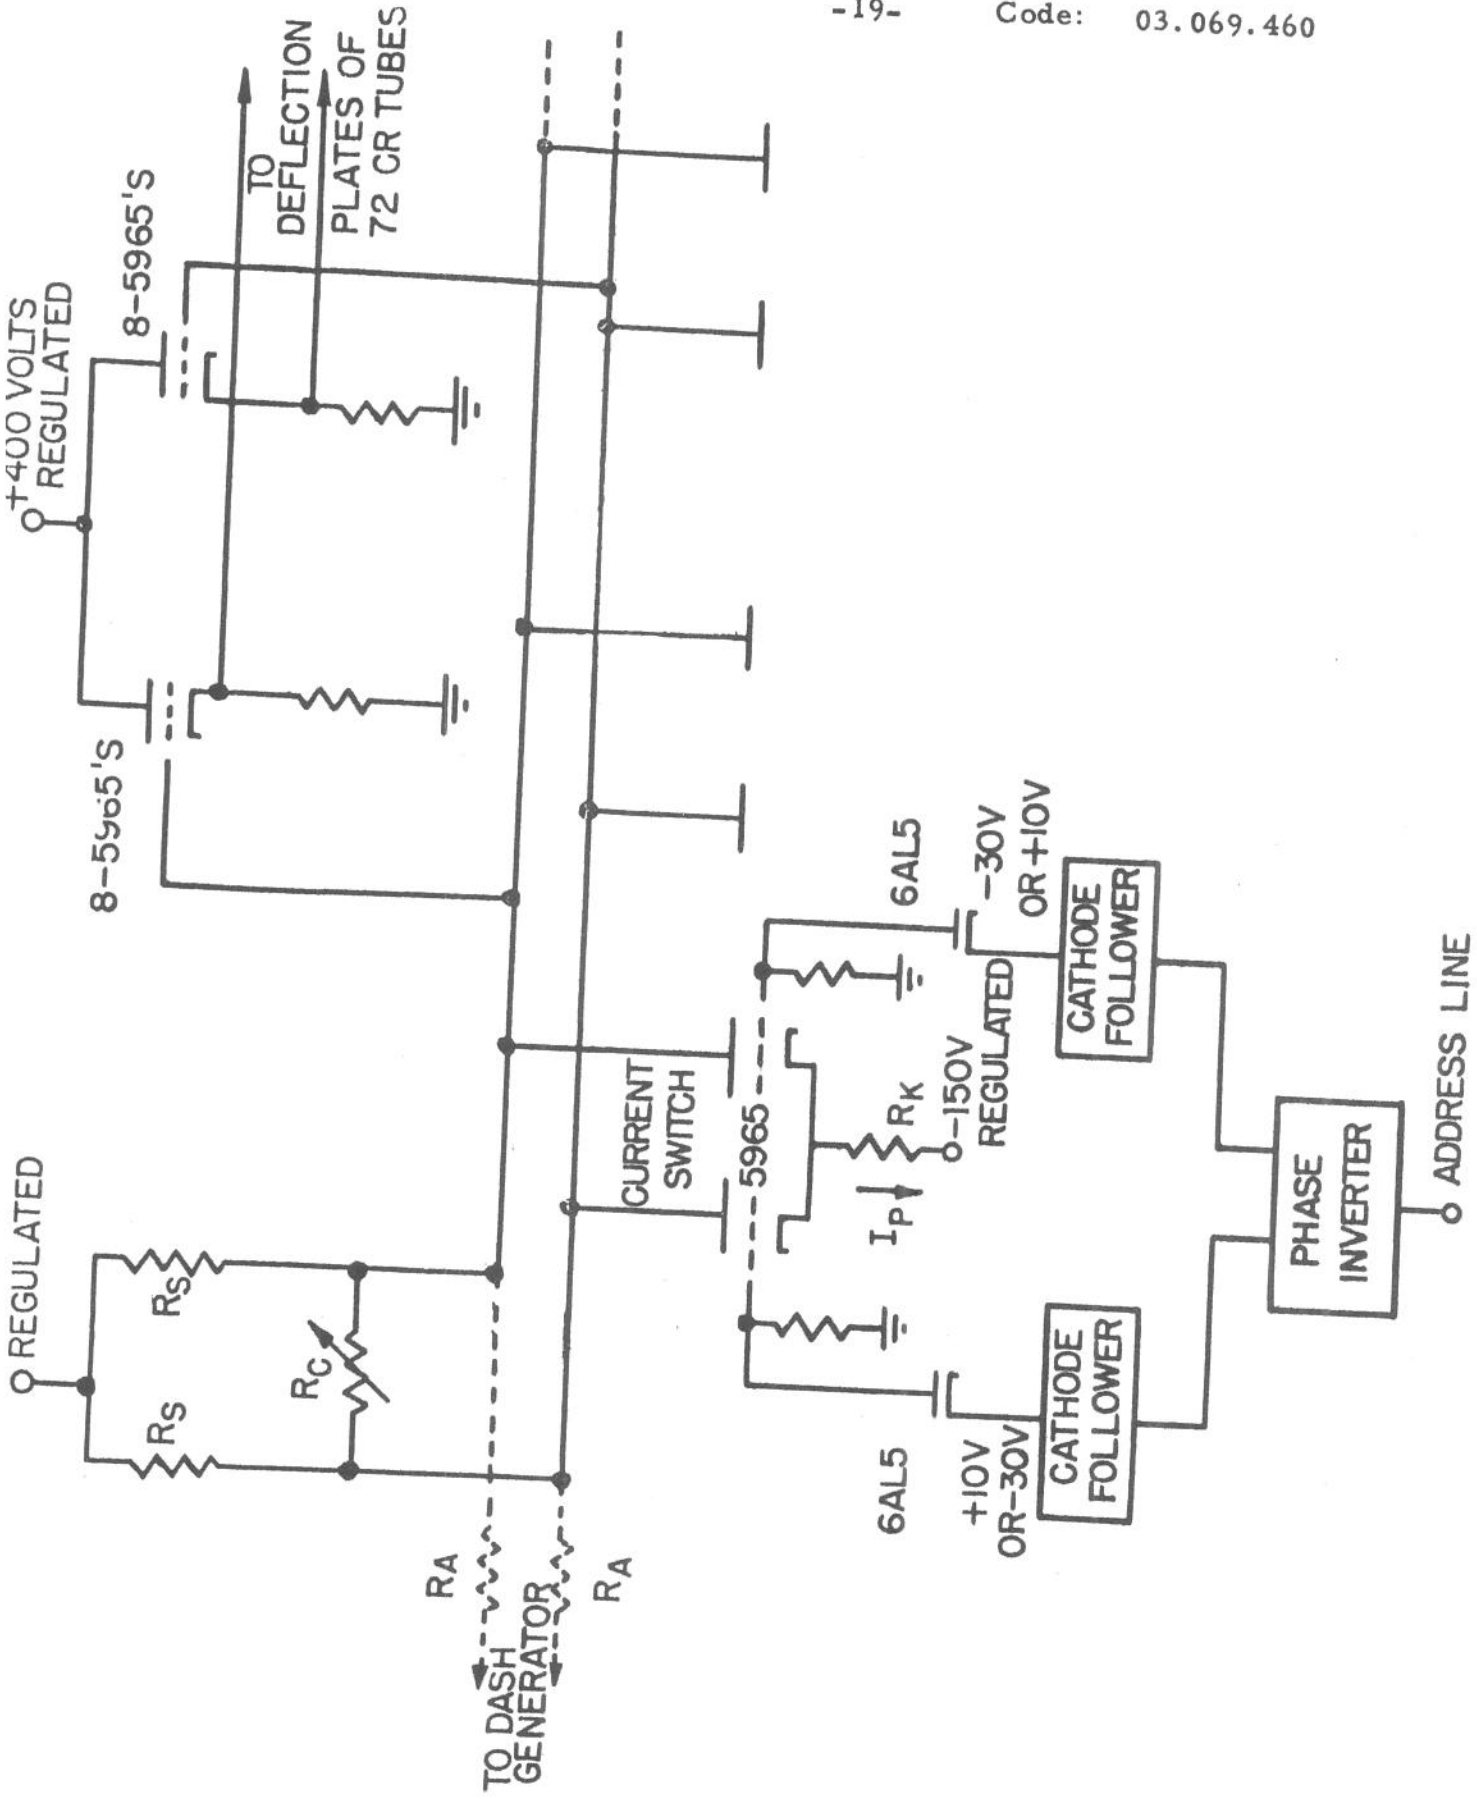 -19- Code: 03.069.460
REGULATED
+400 VOLTS
REGULATED
8-5965'S
8-5965'S
TO
DEFLECTION
PLATES OF
72 CR TUBES
RS
RS
RC
RA
RA
TO DASH
GENERATOR
CURRENT
SWITCH
5965
IP
RK
-150V
REGULATED
6AL5
6AL5
+10V
OR-30V
-30V
OR+10V
CATHODE
FOLLOWER
CATHODE
FOLLOWER
PHASE
INVERTER
ADDRESS LINE